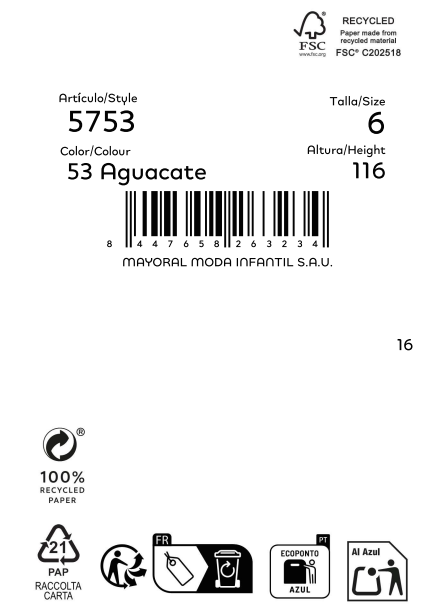 RECYCLED
Paper made from
recycled material
FSC
www.fsc.org
FSC® C202518
Artículo/Style
5753
Talla/Size
6
Color/Colour
53 Aguacate
Altura/Height
116
8 447658 263234
MAYORAL MODA INFANTIL S.A.U.
16
®
100%
RECYCLED
PAPER
21
PAP
RACCOLTA
CARTA
FR
PT
ECOPONTO
AZUL
Al Azul